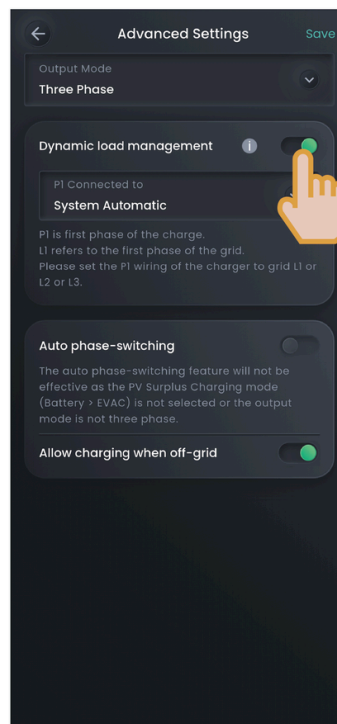 Advanced Settings
Save
Output Mode
Three Phase
Dynamic load management i
P1 Connected to
System Automatic
P1 is first phase of the charge.
L1 refers to the first phase of the grid.
Please set the P1 wiring of the charger to grid L1 or
L2 or L3.
Auto phase-switching
The auto phase-switching feature will not be
effective as the PV Surplus Charging mode
(Battery > EVAC) is not selected or the output
mode is not three phase.
Allow charging when off-grid